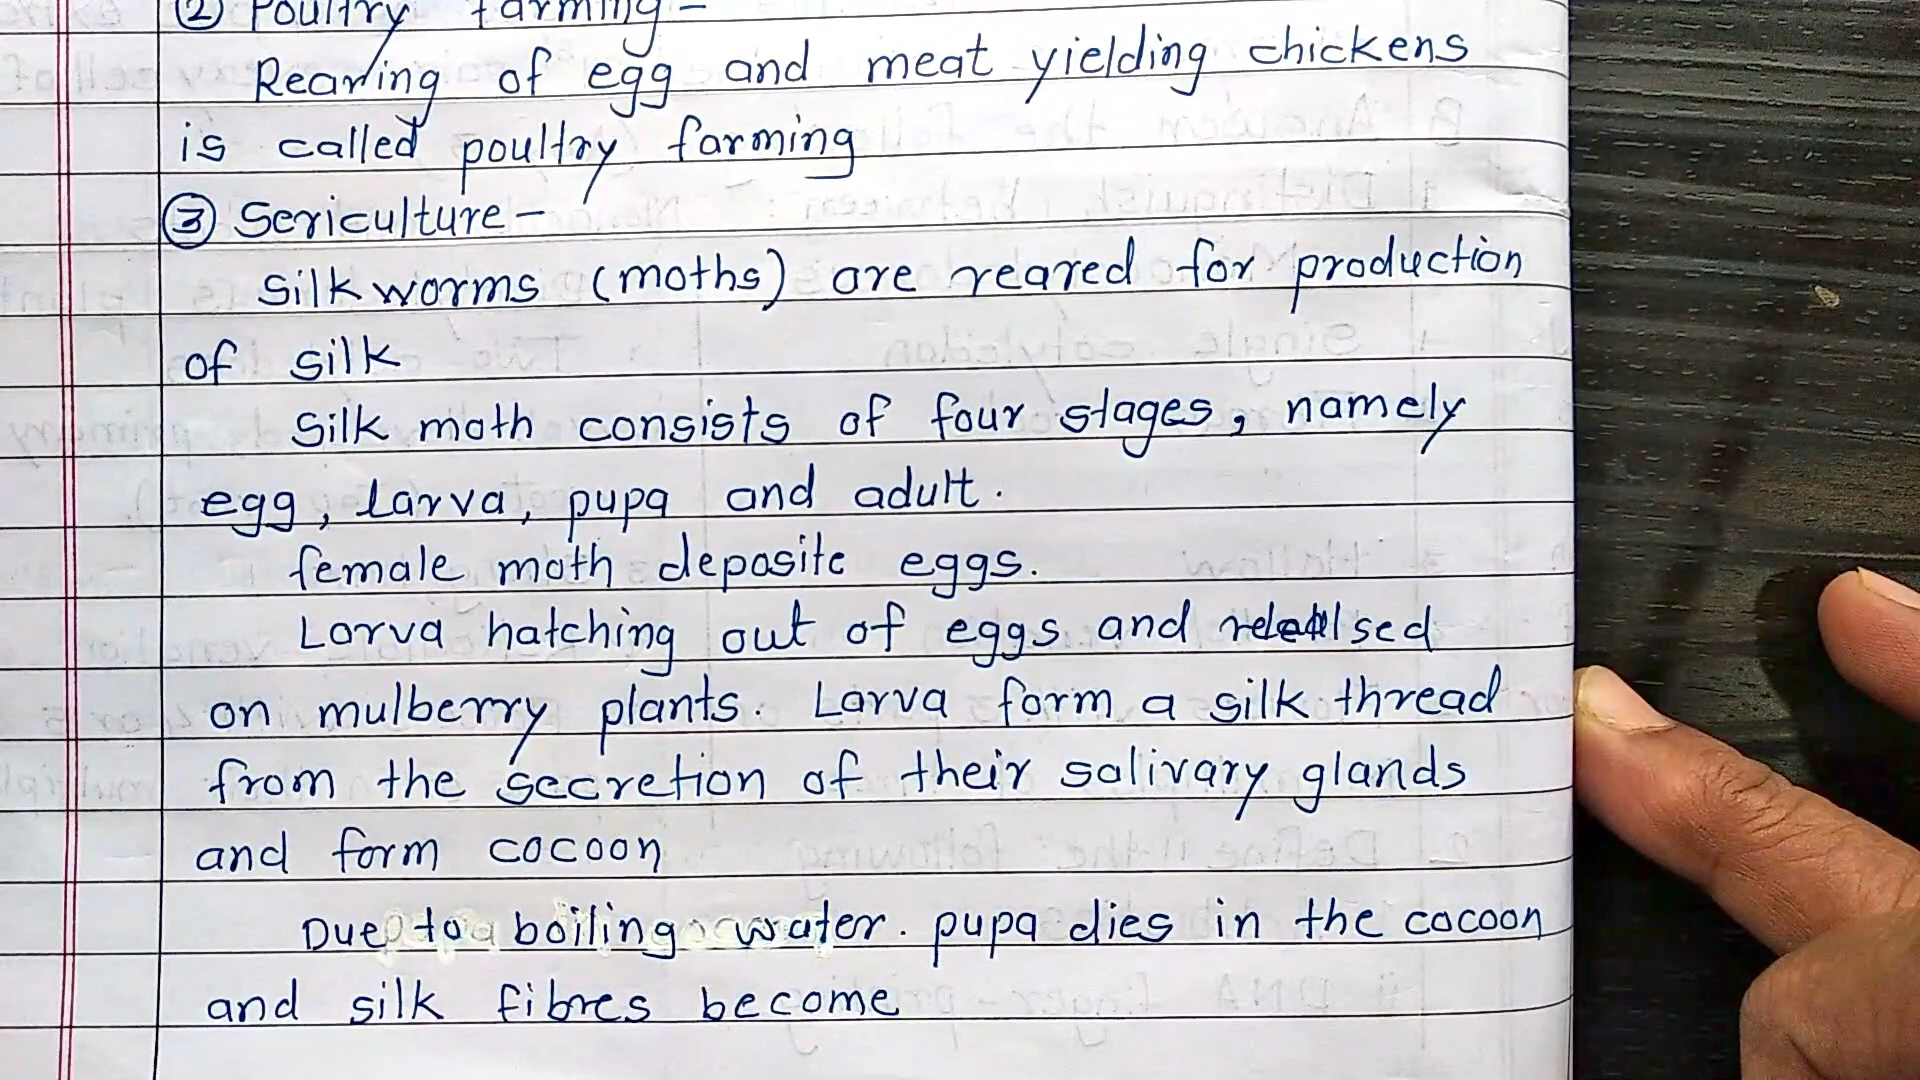 ② Poultry farming –
Rearing of egg and meat yielding chickens
is called poultry farming
③ Sericulture –
Silkworms (moths) are reared for production
of silk
Silk moth consists of four stages, namely
egg, larva, pupa and adult.
female moth deposite eggs.
Larva hatching out of eggs and
on mulberry plants. Larva form a silk thread
from the secretion of their salivary glands
and form cocoon
Due to boiling water. pupa dies in the cocoon
and silk fibres become